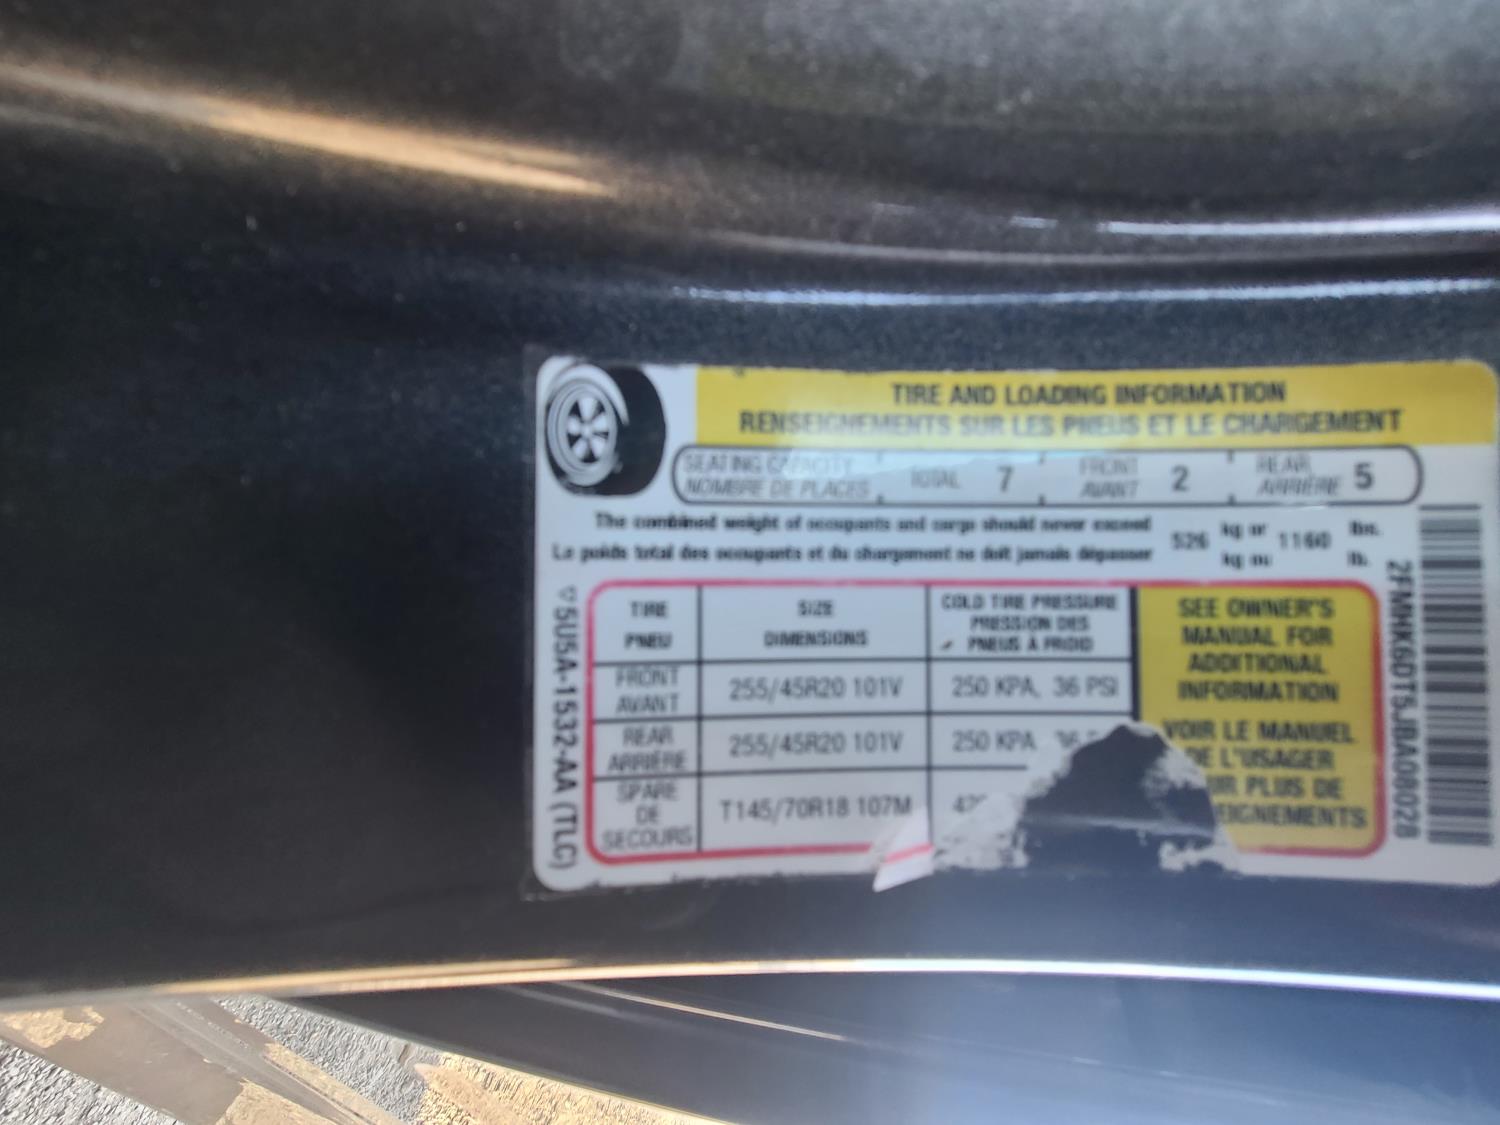 TIRE AND LOADING INFORMATION
RENSEIGNEMENTS SUR LES PNEUS ET LE CHARGEMENT
SEATING CAPACITY TOTAL 7 FRONT 2 REAR 5
NOMBRE DE PLACES AVANT ARRIÈRE
The combined weight of occupants and cargo should never exceed 526 kg or 1160 lbs.
Le poids total des occupants et du chargement ne doit jamais dépasser kg ou lb.
TIRE SIZE COLD TIRE PRESSURE
PNEU DIMENSIONS PRESSION DES
PNEUS À FROID
FRONT
AVANT 255/45R20 101V 250 KPA, 36 PSI
REAR
ARRIÈRE 255/45R20 101V 250 KPA 36
SPARE
DE
SECOURS T145/70R18 107M
SEE OWNER'S
MANUAL FOR
ADDITIONAL
INFORMATION
VOIR LE MANUEL
DE L'USAGER
PLUS DE
EIGNEMENTS
5U5A-1532-AA (TLG)
2FMHK6DT5JBA08028